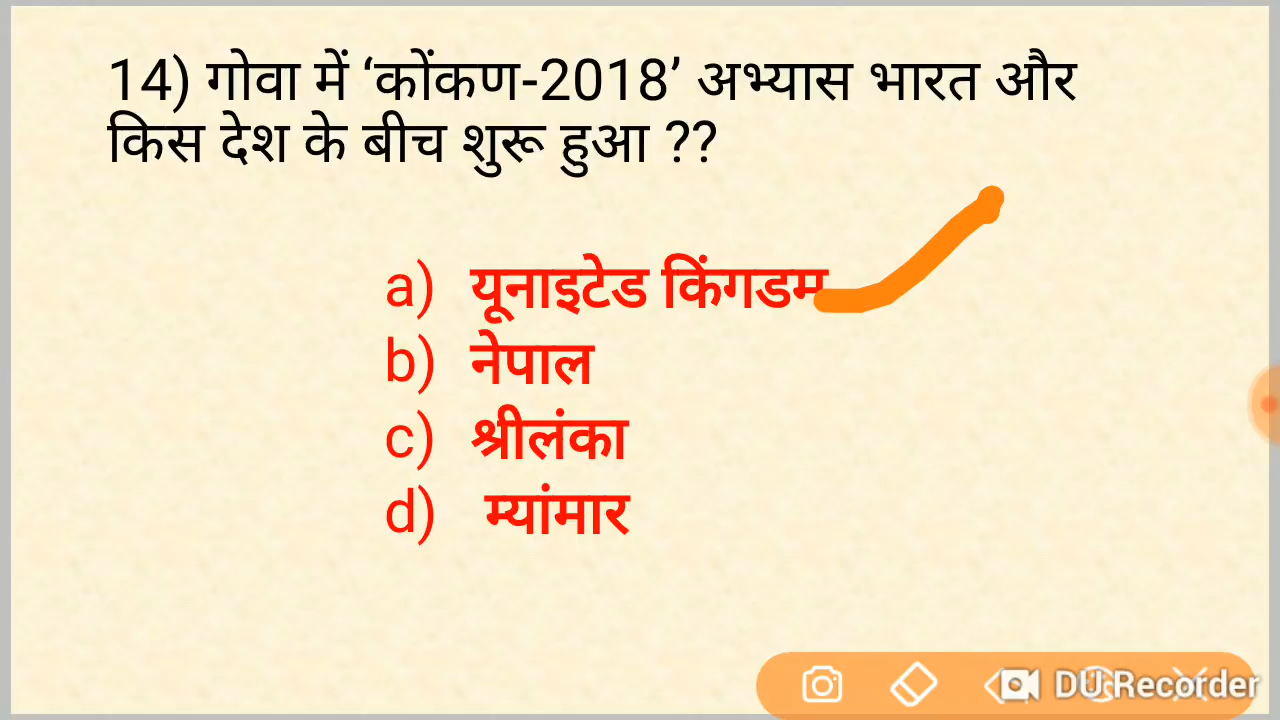 14) गोवा में ‘कोंकण-2018’ अभ्यास भारत और
किस देश के बीच शुरू हुआ ??
a) यूनाइटेड किंगडम
b) नेपाल
c) श्रीलंका
d) म्यांमार
DU Recorder